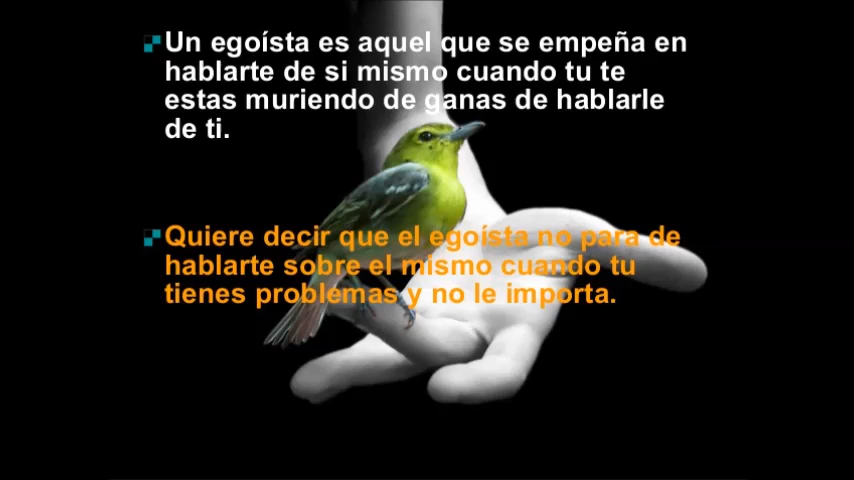 Un egoísta es aquel que se empeña en
hablarte de si mismo cuando tu te
estas muriendo de ganas de hablarle
de ti.
Quiere decir que el egoísta no para de
hablarte sobre el mismo cuando tu
tienes problemas y no le importa.